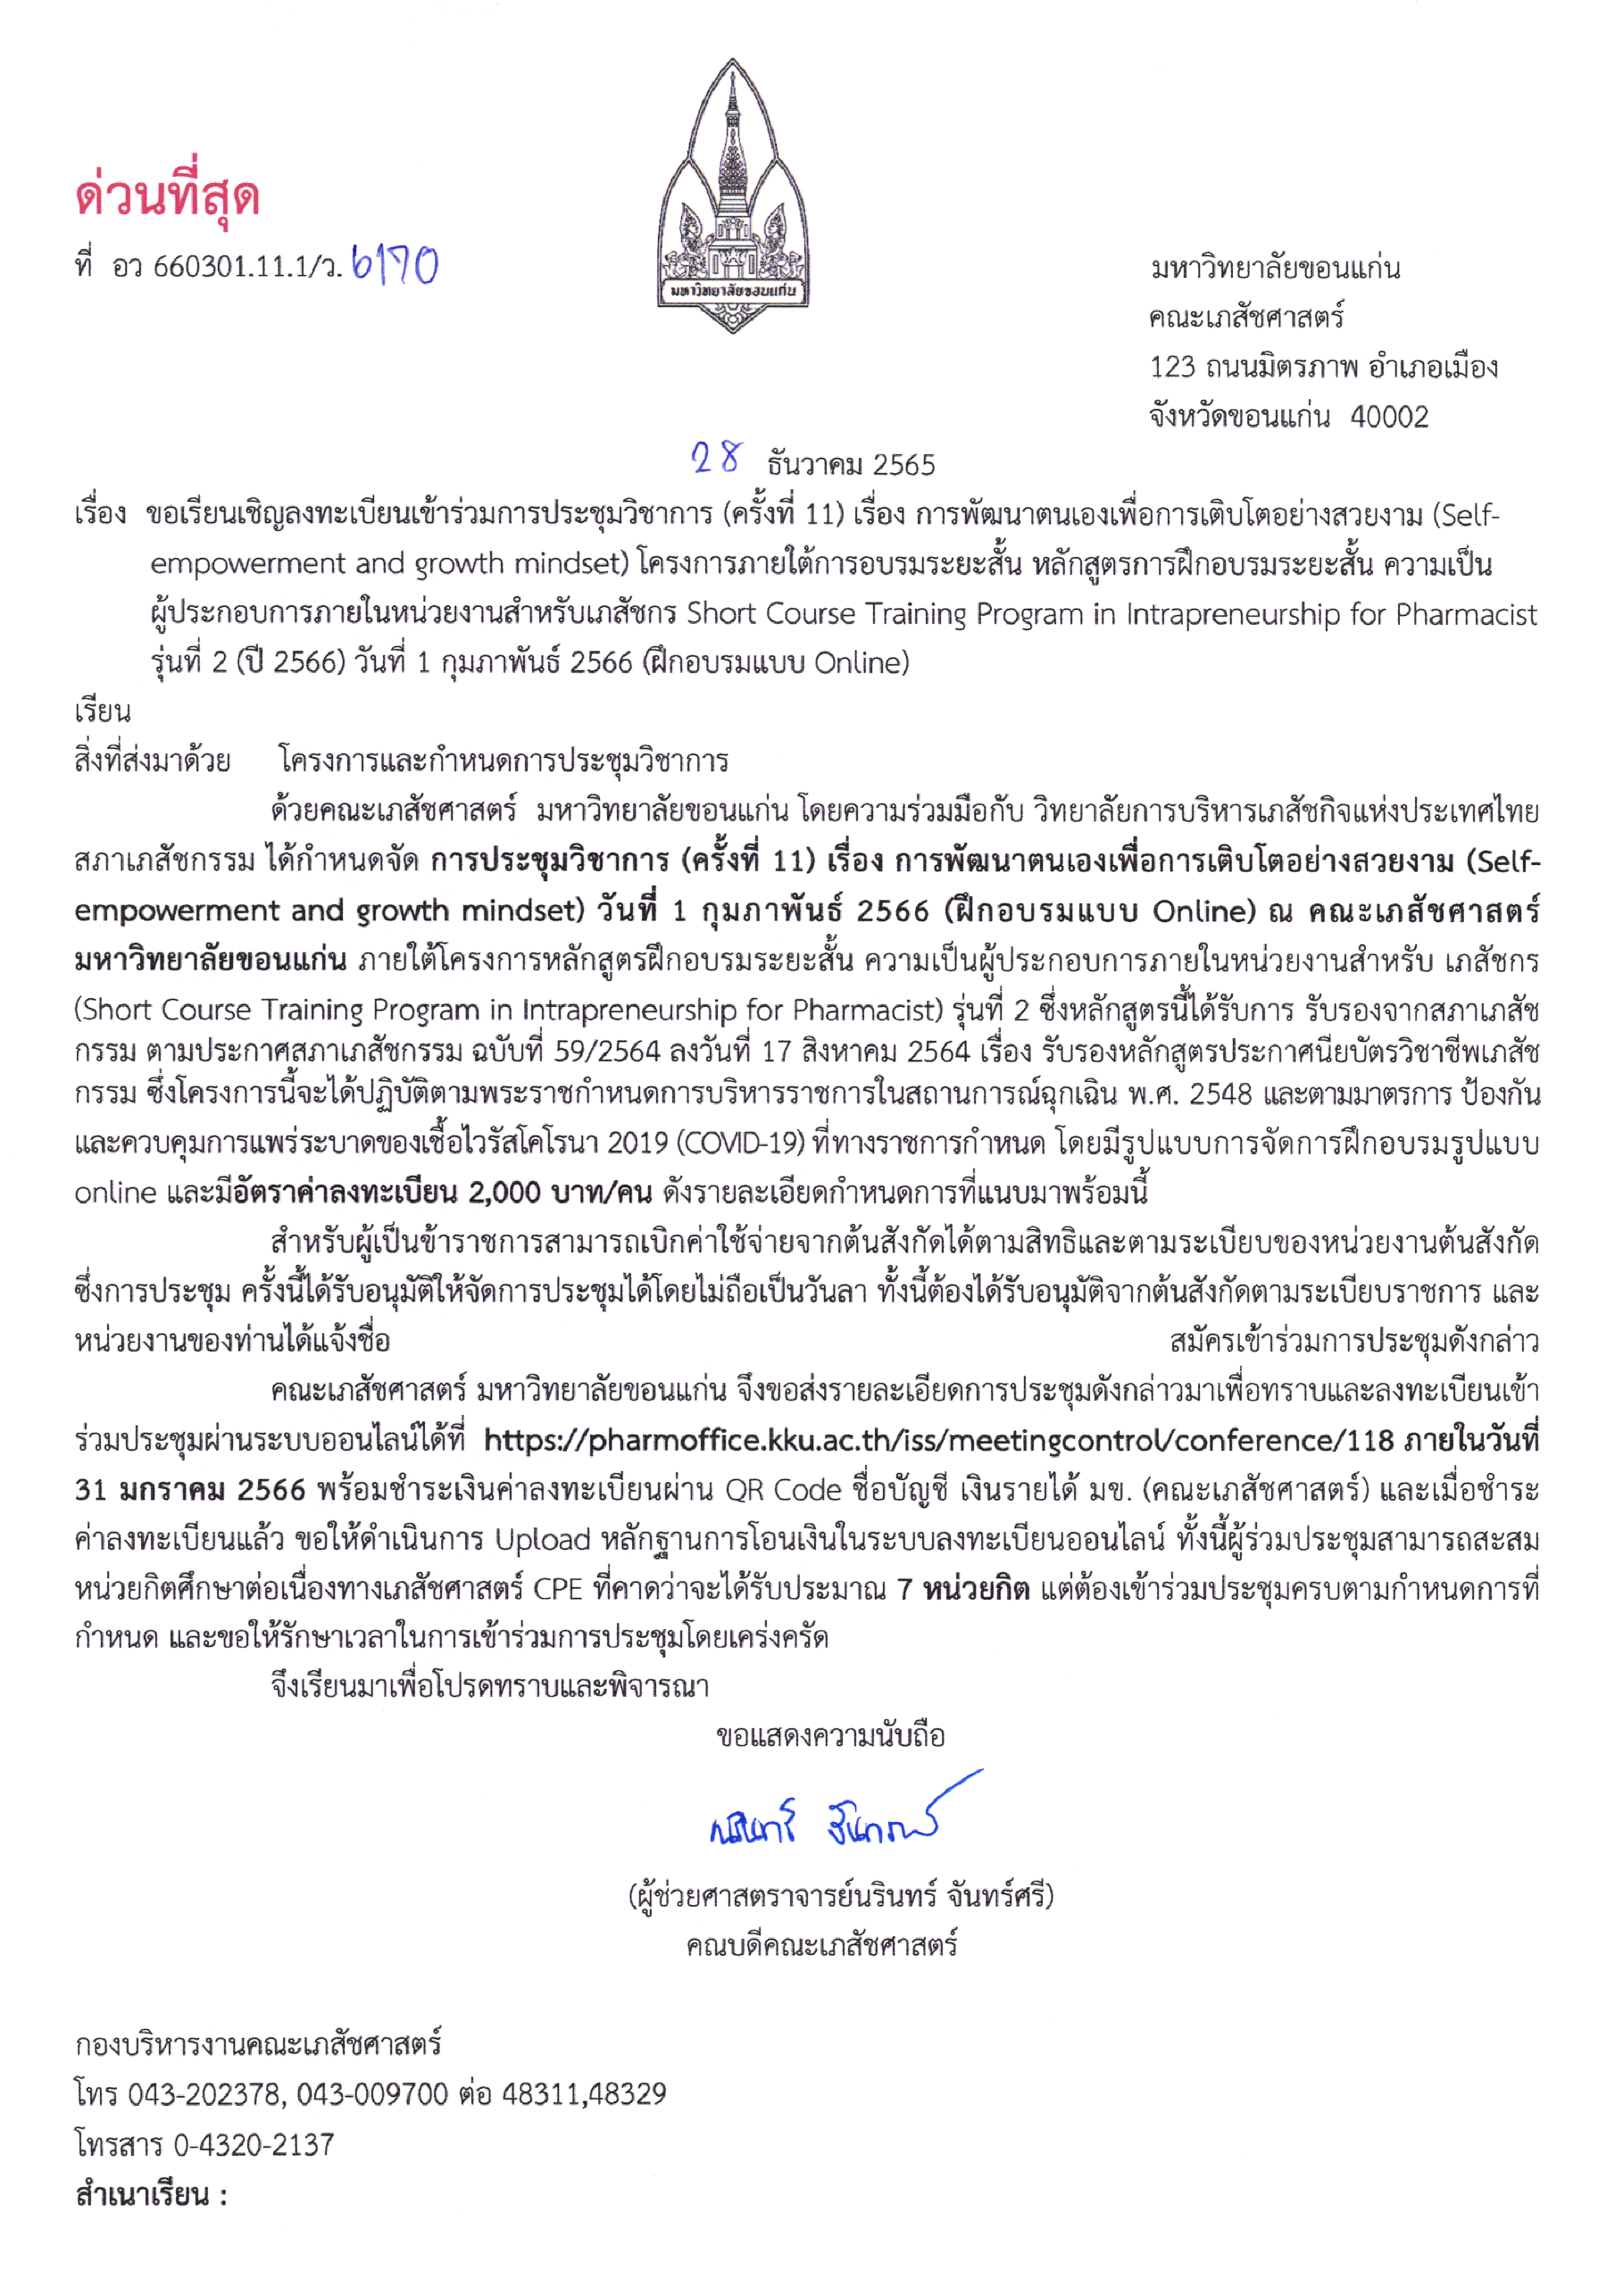 ด่วนที่สุด
ที่ อว 660301.11.1/ว. 6170
มหาวิทยาลัยขอนแก่น
มหาวิทยาลัยขอนแก่น
คณะเภสัชศาสตร์
123 ถนนมิตรภาพ อำเภอเมือง
จังหวัดขอนแก่น 40002
28 ธันวาคม 2565
เรื่อง ขอเรียนเชิญลงทะเบียนเข้าร่วมการประชุมวิชาการ (ครั้งที่ 11) เรื่อง การพัฒนาตนเองเพื่อการเติบโตอย่างสวยงาม (Self-
empowerment and growth mindset) โครงการภายใต้การอบรมระยะสั้น หลักสูตรการฝึกอบรมระยะสั้น ความเป็น
ผู้ประกอบการภายในหน่วยงานสำหรับเภสัชกร Short Course Training Program in Intrapreneurship for Pharmacist
รุ่นที่ 2 (ปี 2566) วันที่ 1 กุมภาพันธ์ 2566 (ฝึกอบรมแบบ Online)
เรียน
สิ่งที่ส่งมาด้วย โครงการและกำหนดการประชุมวิชาการ
ด้วยคณะเภสัชศาสตร์ มหาวิทยาลัยขอนแก่น โดยความร่วมมือกับ วิทยาลัยการบริหารเภสัชกิจแห่งประเทศไทย
สภาเภสัชกรรม ได้กำหนดจัด การประชุมวิชาการ (ครั้งที่ 11) เรื่อง การพัฒนาตนเองเพื่อการเติบโตอย่างสวยงาม (Self-
empowerment and growth mindset) วันที่ 1 กุมภาพันธ์ 2566 (ฝึกอบรมแบบ Online) ณ คณะเภสัชศาสตร์
มหาวิทยาลัยขอนแก่น ภายใต้โครงการหลักสูตรฝึกอบรมระยะสั้น ความเป็นผู้ประกอบการภายในหน่วยงานสำหรับ เภสัชกร
(Short Course Training Program in Intrapreneurship for Pharmacist) รุ่นที่ 2 ซึ่งหลักสูตรนี้ได้รับการ รับรองจากสภาเภสัช
กรรม ตามประกาศสภาเภสัชกรรม ฉบับที่ 59/2564 ลงวันที่ 17 สิงหาคม 2564 เรื่อง รับรองหลักสูตรประกาศนียบัตรวิชาชีพเภสัช
กรรม ซึ่งโครงการนี้จะได้ปฏิบัติตามพระราชกำหนดการบริหารราชการในสถานการณ์ฉุกเฉิน พ.ศ. 2548 และตามมาตรการ ป้องกัน
และควบคุมการแพร่ระบาดของเชื้อไวรัสโคโรนา 2019 (COVID-19) ที่ทางราชการกำหนด โดยมีรูปแบบการจัดการฝึกอบรมรูปแบบ
online และมีอัตราค่าลงทะเบียน 2,000 บาท/คน ดังรายละเอียดกำหนดการที่แนบมาพร้อมนี้
สำหรับผู้เป็นข้าราชการสามารถเบิกค่าใช้จ่ายจากต้นสังกัดได้ตามสิทธิและตามระเบียบของหน่วยงานต้นสังกัด
ซึ่งการประชุม ครั้งนี้ได้รับอนุมัติให้จัดการประชุมได้โดยไม่ถือเป็นวันลา ทั้งนี้ต้องได้รับอนุมัติจากต้นสังกัดตามระเบียบราชการ และ
หน่วยงานของท่านได้แจ้งชื่อ สมัครเข้าร่วมการประชุมดังกล่าว
คณะเภสัชศาสตร์ มหาวิทยาลัยขอนแก่น จึงขอส่งรายละเอียดการประชุมดังกล่าวมาเพื่อทราบและลงทะเบียนเข้า
ร่วมประชุมผ่านระบบออนไลน์ได้ที่ https://pharmoffice.kku.ac.th/iss/meetingcontrol/conference/118 ภายในวันที่
31 มกราคม 2566 พร้อมชำระเงินค่าลงทะเบียนผ่าน QR Code ชื่อบัญชี เงินรายได้ มข. (คณะเภสัชศาสตร์) และเมื่อชำระ
ค่าลงทะเบียนแล้ว ขอให้ดำเนินการ Upload หลักฐานการโอนเงินในระบบลงทะเบียนออนไลน์ ทั้งนี้ผู้ร่วมประชุมสามารถสะสม
หน่วยกิตศึกษาต่อเนื่องทางเภสัชศาสตร์ CPE ที่คาดว่าจะได้รับประมาณ 7 หน่วยกิต แต่ต้องเข้าร่วมประชุมครบตามกำหนดการที่
กำหนด และขอให้รักษาเวลาในการเข้าร่วมการประชุมโดยเคร่งครัด
จึงเรียนมาเพื่อโปรดทราบและพิจารณา
ขอแสดงความนับถือ
(ผู้ช่วยศาสตราจารย์นรินทร์ จันทร์ศรี)
คณบดีคณะเภสัชศาสตร์
กองบริหารงานคณะเภสัชศาสตร์
โทร 043-202378, 043-009700 ต่อ 48311,48329
โทรสาร 0-4320-2137
สำเนาเรียน :